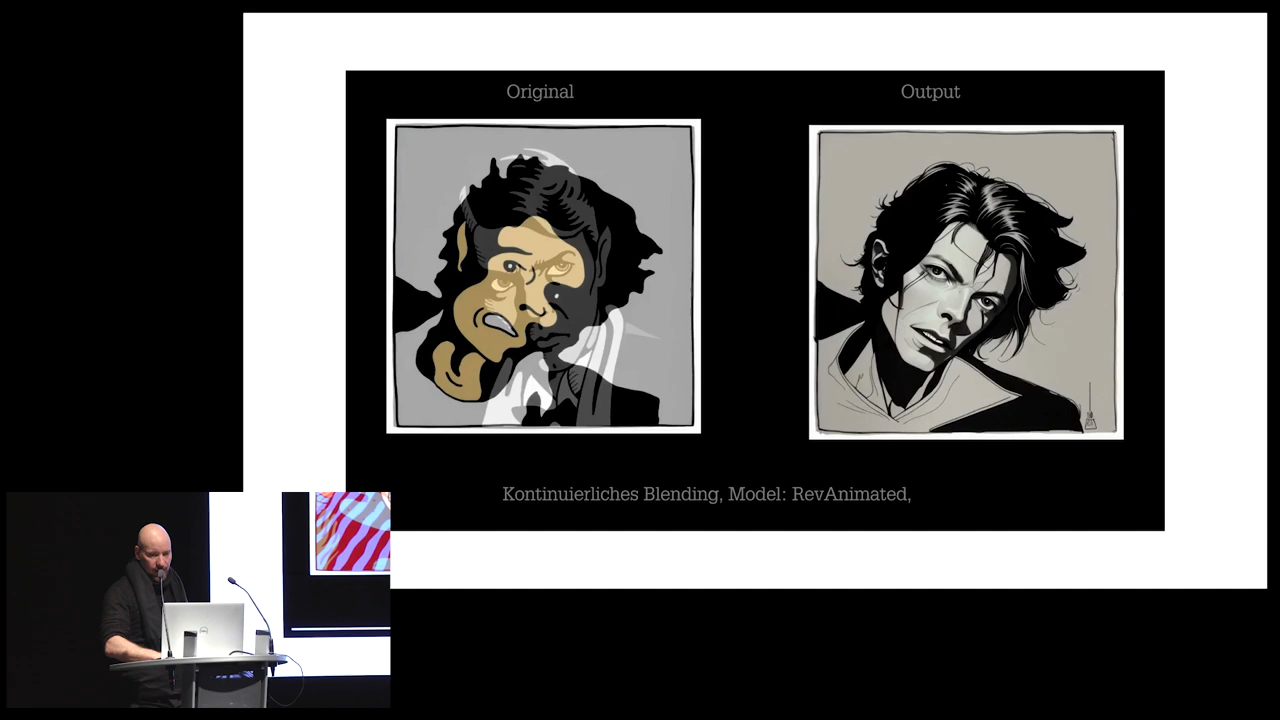 Original
Output
Kontinuierliches Blending, Model: RevAnimated,